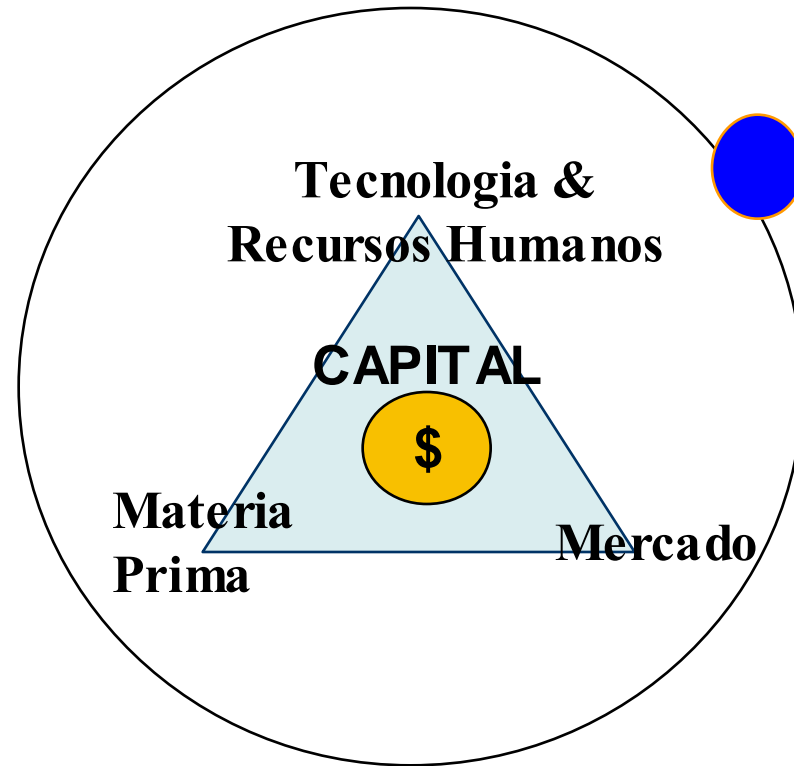 Tecnologia &
Recursos Humanos
CAPITAL
$
Materia
Prima
Mercado